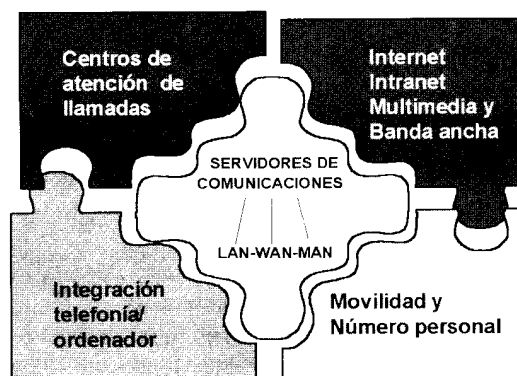 Centros de
atención de
llamadas
Internet
Intranet
Multimedia y
Banda ancha
SERVIDORES DE
COMUNICACIONES
LAN-WAN-MAN
Integración
telefonía/
ordenador
Movilidad y
Número personal